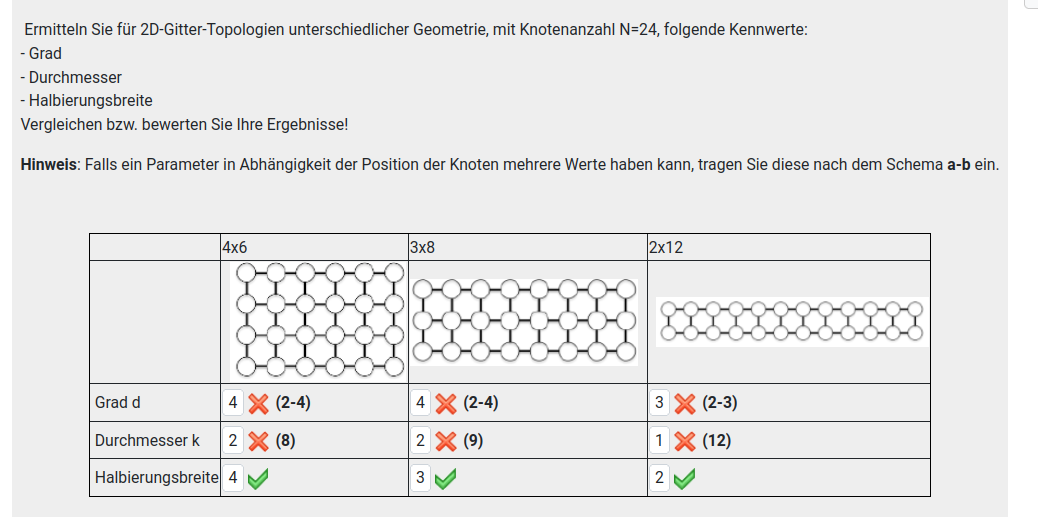 Ermitteln Sie für 2D-Gitter-Topologien unterschiedlicher Geometrie, mit Knotenanzahl N=24, folgende Kennwerte:
- Grad
- Durchmesser
- Halbierungsbreite
Vergleichen bzw. bewerten Sie Ihre Ergebnisse!
Hinweis: Falls ein Parameter in Abhängigkeit der Position der Knoten mehrere Werte haben kann, tragen Sie diese nach dem Schema a-b ein.
4x6 3x8 2x12
Grad d 4 (2-4) 4 (2-4) 3 (2-3)
Durchmesser k 2 (8) 2 (9) 1 (12)
Halbierungsbreite 4 3 2